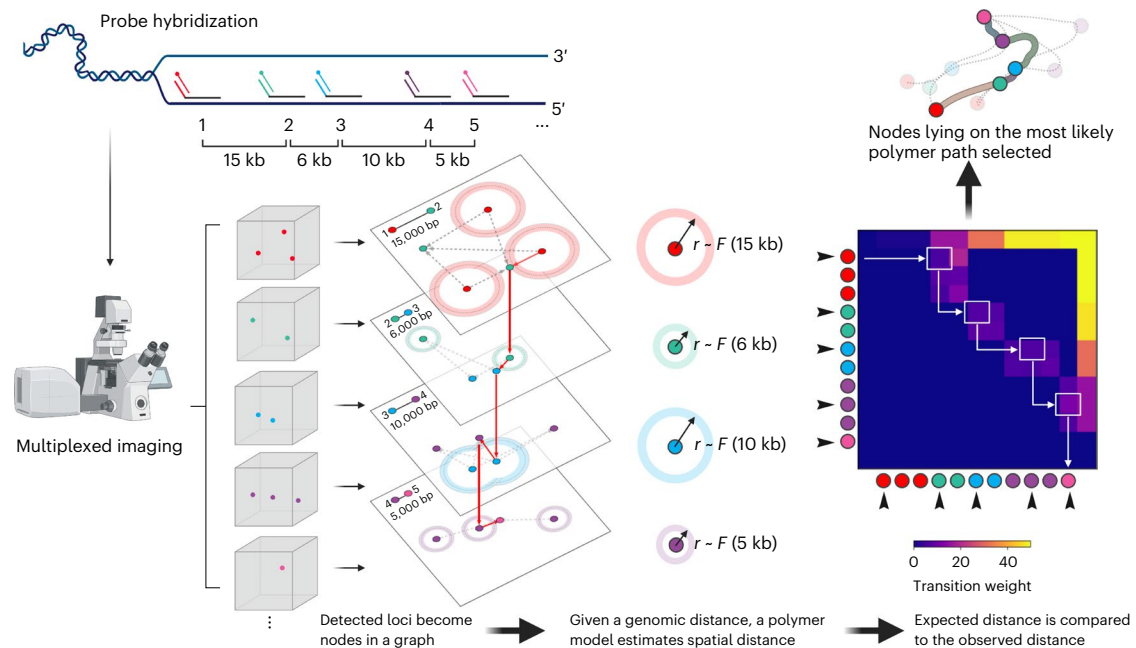 Probe hybridization
3′
5′
1 2 3 4 5 ...
15 kb 6 kb 10 kb 5 kb
Multiplexed imaging
1 2
15,000 bp
2 3
6,000 bp
3 4
10,000 bp
4 5
5,000 bp
⋮
r ~ F (15 kb)
r ~ F (6 kb)
r ~ F (10 kb)
r ~ F (5 kb)
Nodes lying on the most likely
polymer path selected
0 20 40
Transition weight
Detected loci become
nodes in a graph
Given a genomic distance, a polymer
model estimates spatial distance
Expected distance is compared
to the observed distance